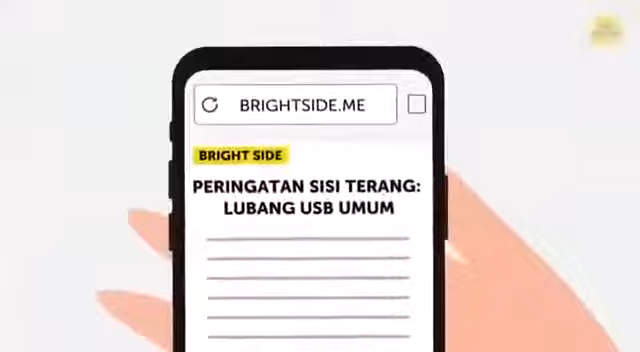 BRIGHTSIDE.ME
BRIGHT SIDE
PERINGATAN SISI TERANG:
LUBANG USB UMUM